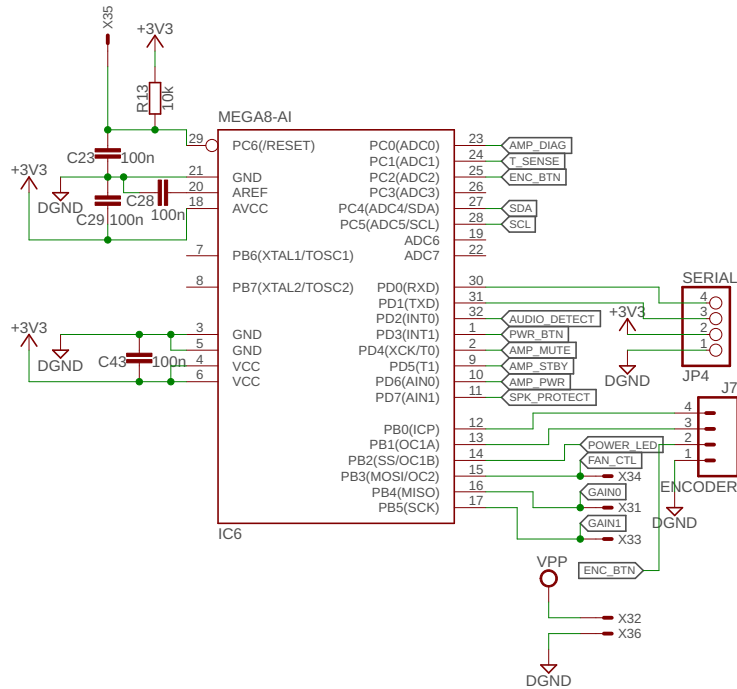 X35
+3V3
R13
10k
MEGA8-AI
29
PC6(/RESET)
C23
100n
+3V3
21
GND
20
AREF
18
AVCC
DGND
C28
100n
C29
100n
7
PB6(XTAL1/TOSC1)
8
PB7(XTAL2/TOSC2)
+3V3
3
GND
5
GND
4
VCC
6
VCC
DGND
C43
100n
PC0(ADC0)
23
AMP_DIAG
PC1(ADC1)
24
T_SENSE
PC2(ADC2)
25
ENC_BTN
PC3(ADC3)
26
PC4(ADC4/SDA)
27
SDA
PC5(ADC5/SCL)
28
SCL
ADC6
19
ADC7
22
PD0(RXD)
30
PD1(TXD)
31
PD2(INT0)
32
AUDIO_DETECT
PD3(INT1)
1
PWR_BTN
PD4(XCK/T0)
2
AMP_MUTE
PD5(T1)
9
AMP_STBY
PD6(AIN0)
10
AMP_PWR
PD7(AIN1)
11
SPK_PROTECT
PB0(ICP)
12
PB1(OC1A)
13
PB2(SS/OC1B)
14
POWER_LED
PB3(MOSI/OC2)
15
FAN_CTL
X34
PB4(MISO)
16
GAIN0
X31
PB5(SCK)
17
GAIN1
X33
IC6
SERIAL
4
3
2
1
+3V3
DGND
JP4
J7
4
3
2
1
ENCODER
DGND
VPP
ENC_BTN
X32
X36
DGND